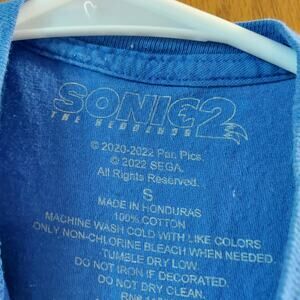 SONIC 2
THE HEDGEHOG
© 2020-2022 Par. Pics.
© 2022 SEGA.
All Rights Reserved.
S
MADE IN HONDURAS
100% COTTON
MACHINE WASH COLD WITH LIKE COLORS
ONLY NON-CHLORINE BLEACH WHEN NEEDED.
TUMBLE DRY LOW.
DO NOT IRON IF DECORATED.
DO NOT DRY CLEAN.